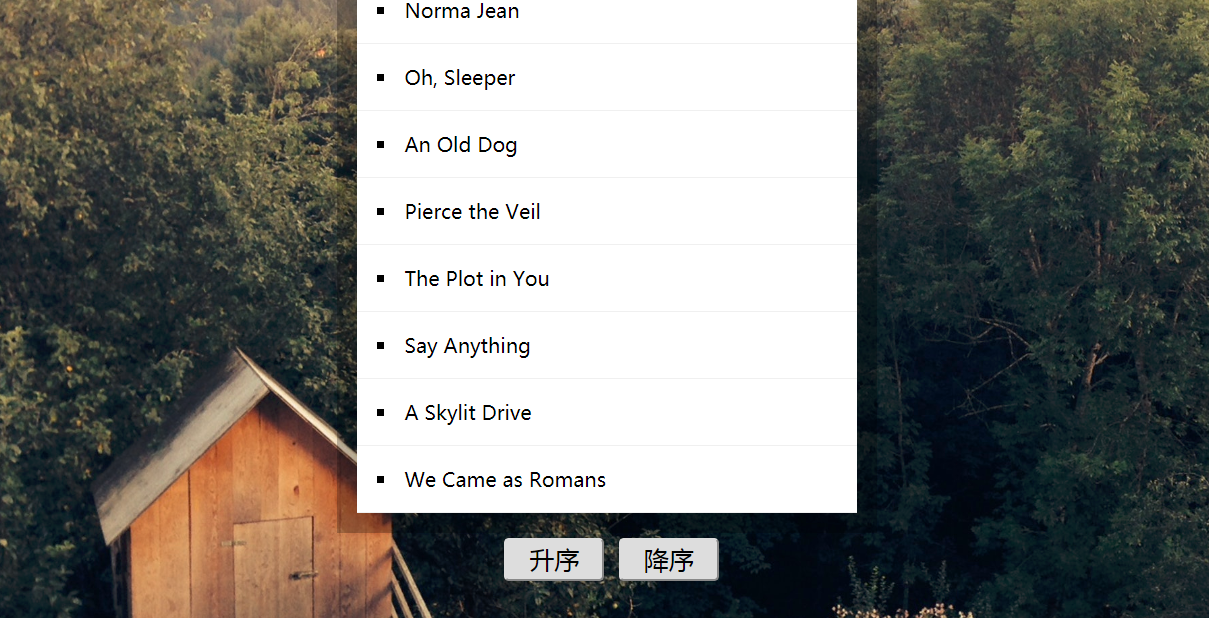 Norma Jean
Oh, Sleeper
An Old Dog
Pierce the Veil
The Plot in You
Say Anything
A Skylit Drive
We Came as Romans
升序
降序